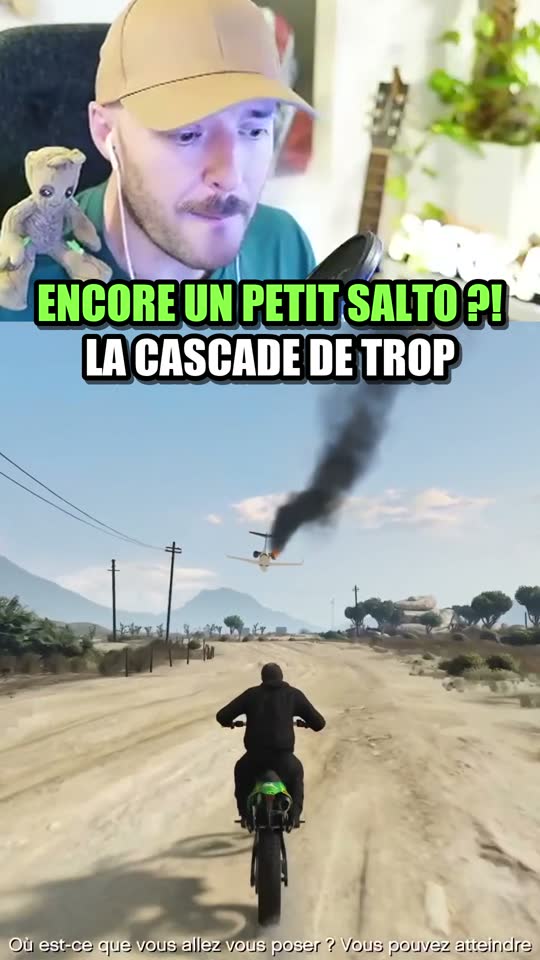 ENCORE UN PETIT SALTO ?!
LA CASCADE DE TROP
Où est-ce que vous allez vous poser ? Vous pouvez atteindre